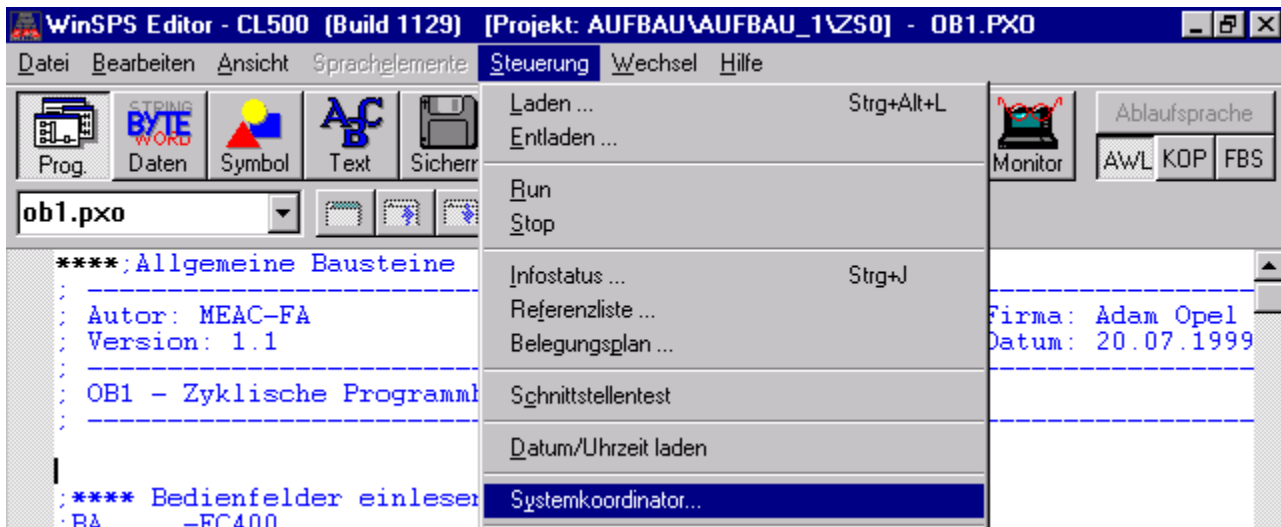 WinSPS Editor - CL500 (Build 1129) [Projekt: AUFBAU\AUFBAU_1\ZS0] - OB1.PXO
Datei Bearbeiten Ansicht Sprachelemente Steuerung Wechsel Hilfe
STRING
BYTE
WORD
ABC
Prog. Daten Symbol Text Sichern Monitor
Ablaufsprache
AWL KOP FBS
ob1.pxo
Laden ... Strg+Alt+L
Entladen ...
Run
Stop
Infostatus ... Strg+J
Referenzliste ...
Belegungsplan ...
Schnittstellentest
Datum/Uhrzeit laden
Systemkoordinator...
****;Allgemeine Bausteine
; Autor: MEAC-FA Firma: Adam Opel
; Version: 1.1 Datum: 20.07.1999
; OB1 - Zyklische Programmb
;**** Bedienfelder einlesen
;BA -FC400